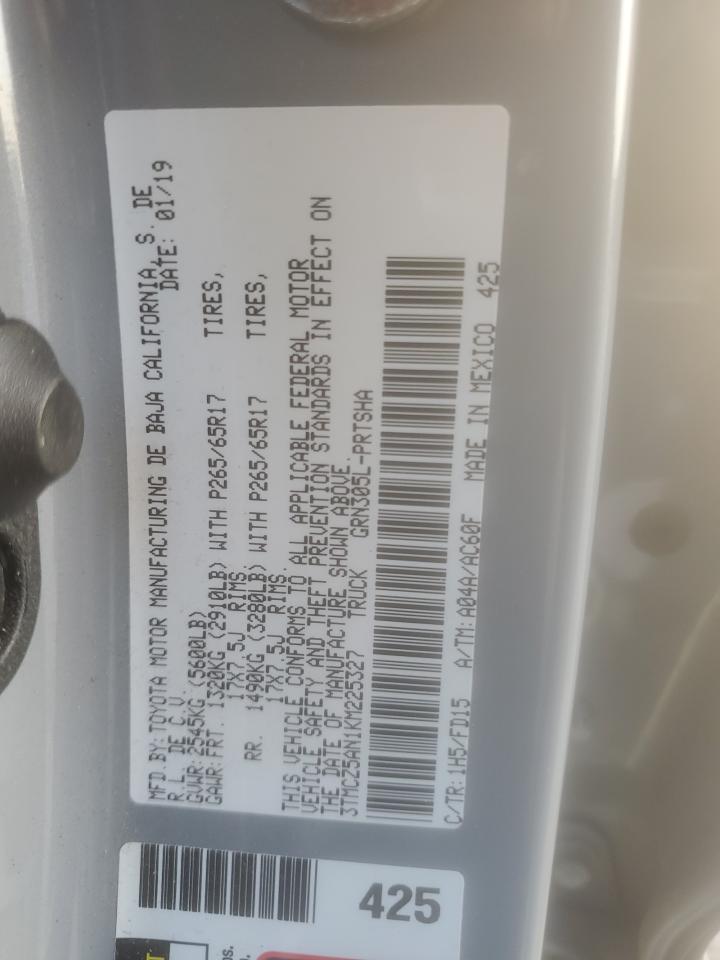 MFD BY: TOYOTA MOTOR MANUFACTURING DE BAJA CALIFORNIA, S. DE
R.L. DE C.V. DATE: 01/19
GVWR: 2545KG (5600LB)
GAWR: FRT. 1320KG (2910LB) WITH P265/65R17 TIRES,
17X7.5J RIMS
RR. 1490KG (3280LB) WITH P265/65R17 TIRES,
17X7.5J RIMS
THIS VEHICLE CONFORMS TO ALL APPLICABLE FEDERAL MOTOR
VEHICLE SAFETY AND THEFT PREVENTION STANDARDS IN EFFECT ON
THE DATE OF MANUFACTURE SHOWN ABOVE.
3TMCZ5AN1KM225327 TRUCK GRN305L-PRTSHA
C/TR: 1H5/FD15 A/TM: A04A/AC60F MADE IN MEXICO 425
425